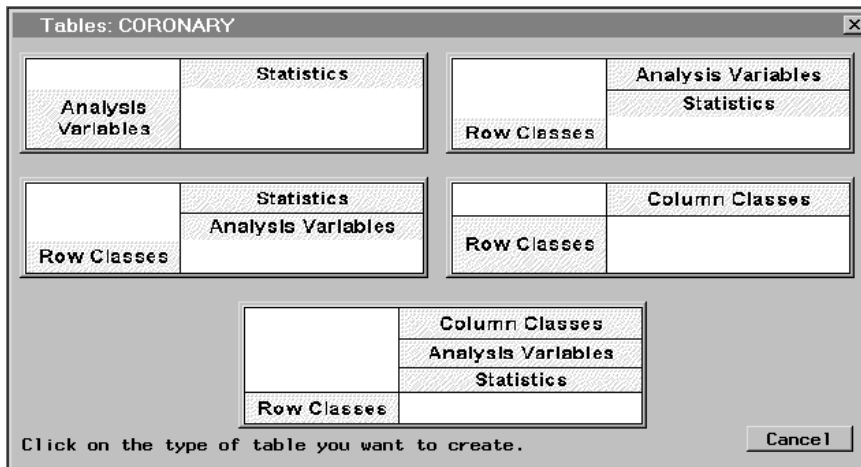 Tables: CORONARY
Statistics
Analysis
Variables
Analysis Variables
Statistics
Row Classes
Statistics
Analysis Variables
Row Classes
Column Classes
Row Classes
Column Classes
Analysis Variables
Statistics
Row Classes
Click on the type of table you want to create.
Cancel